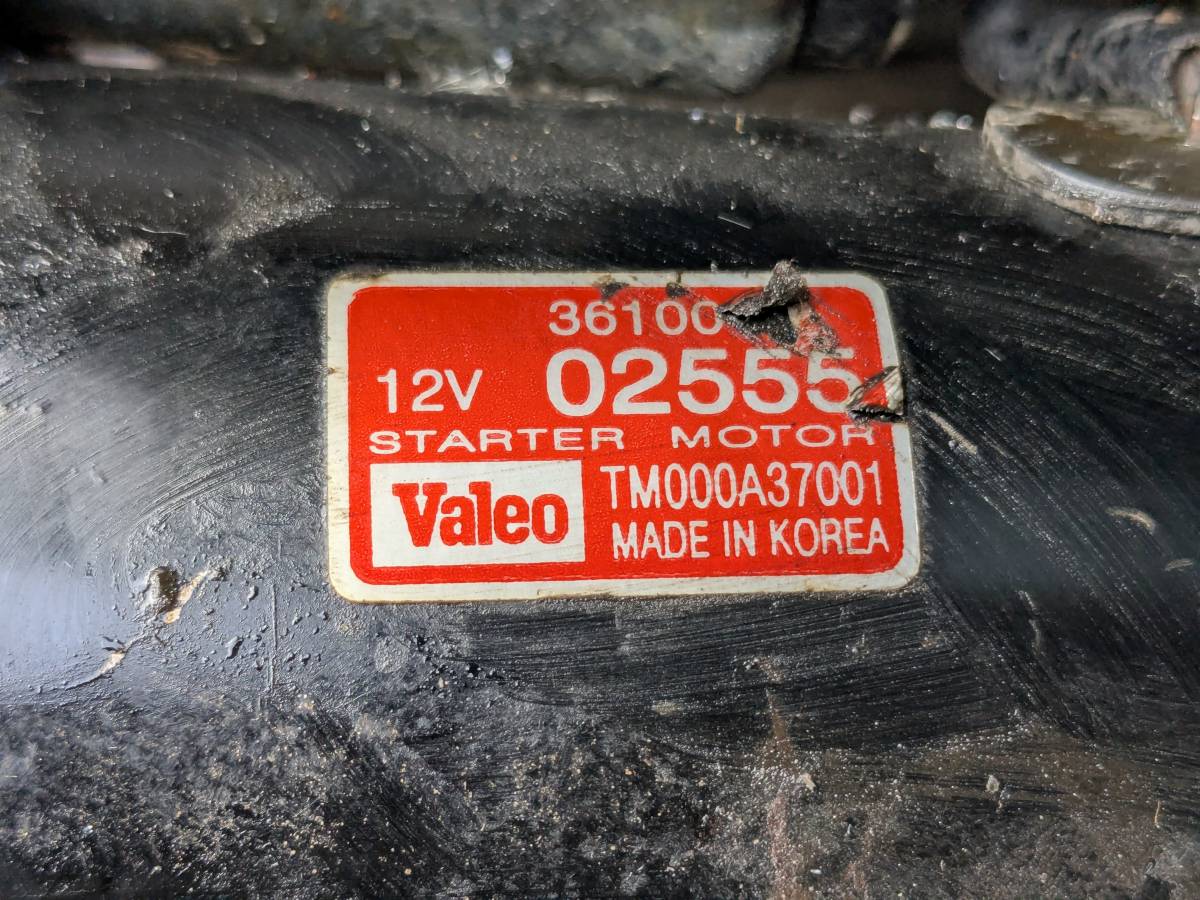 36100
12V 02555
STARTER MOTOR
Valeo TM000A37001
MADE IN KOREA